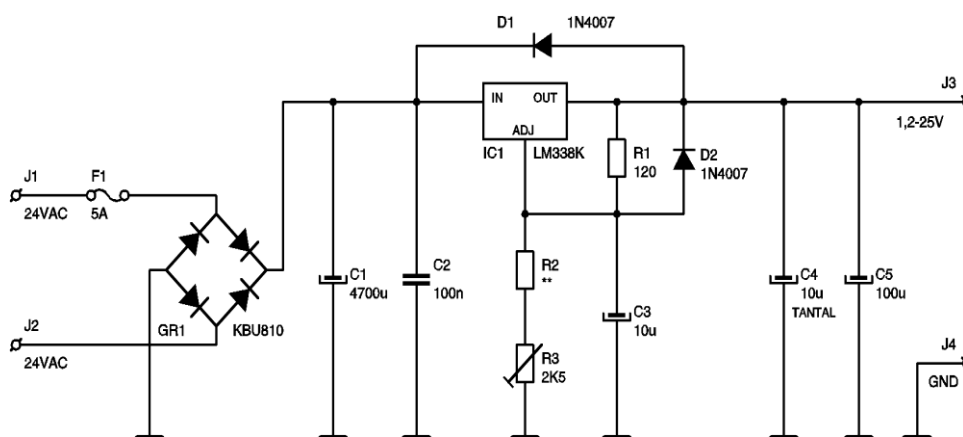 D1
1N4007
J3
IN
OUT
ADJ
IC1
LM338K
1,2-25V
R1
120
D2
1N4007
J1
F1
24VAC
5A
R2
**
C1
4700u
C2
100n
C3
10u
C4
10u
TANTAL
C5
100u
J2
GR1
KBU810
24VAC
R3
2K5
J4
GND